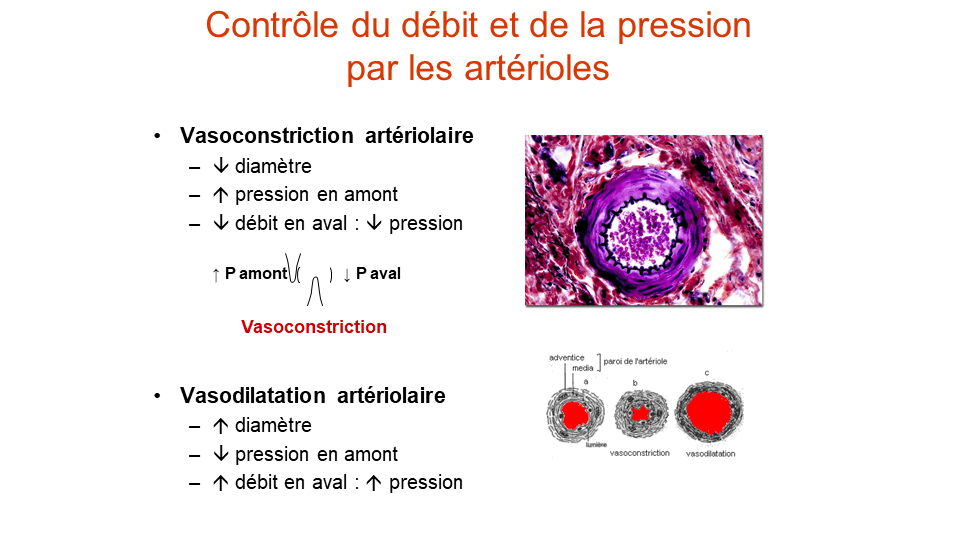 Contrôle du débit et de la pression
par les artérioles
• Vasoconstriction artériolaire
– ↓ diamètre
– ↑ pression en amont
– ↓ débit en aval : ↓ pression
↑ P amont ( ) ↓ P aval
Vasoconstriction
• Vasodilatation artériolaire
– ↑ diamètre
– ↓ pression en amont
– ↑ débit en aval : ↑ pression
adventice
media
paroi de l'artériole
a
b
c
lumière
vasoconstriction
vasodilatation